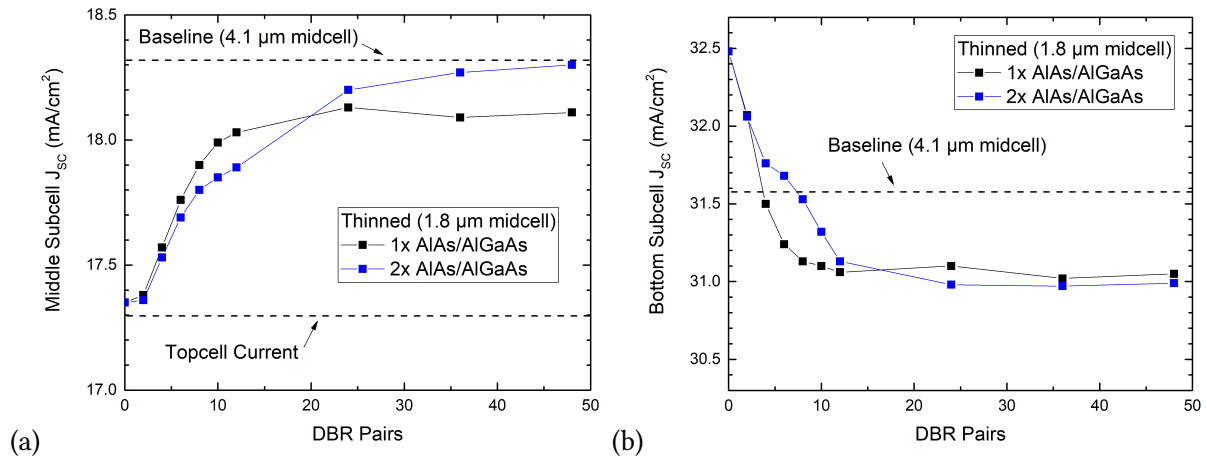 18.5
18.0
17.5
17.0
Middle Subcell JSC (mA/cm²)
Baseline (4.1 µm midcell)
Thinned (1.8 µm midcell)
1x AlAs/AlGaAs
2x AlAs/AlGaAs
Topcell Current
0 10 20 30 40 50
DBR Pairs
(a)
32.5
32.0
31.5
31.0
30.5
Bottom Subcell JSC (mA/cm²)
Thinned (1.8 µm midcell)
1x AlAs/AlGaAs
2x AlAs/AlGaAs
Baseline (4.1 µm midcell)
0 10 20 30 40 50
DBR Pairs
(b)